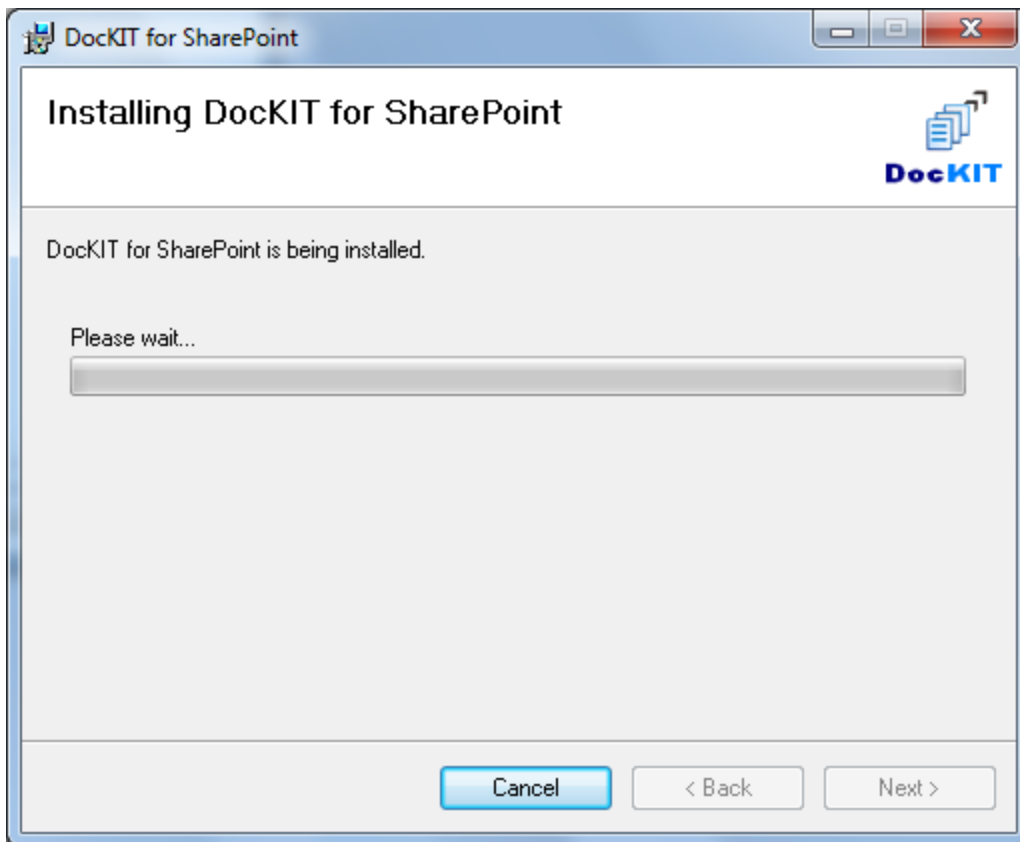 DocKIT for SharePoint
Installing DocKIT for SharePoint
DocKIT
DocKIT for SharePoint is being installed.
Please wait...
Cancel
< Back
Next >